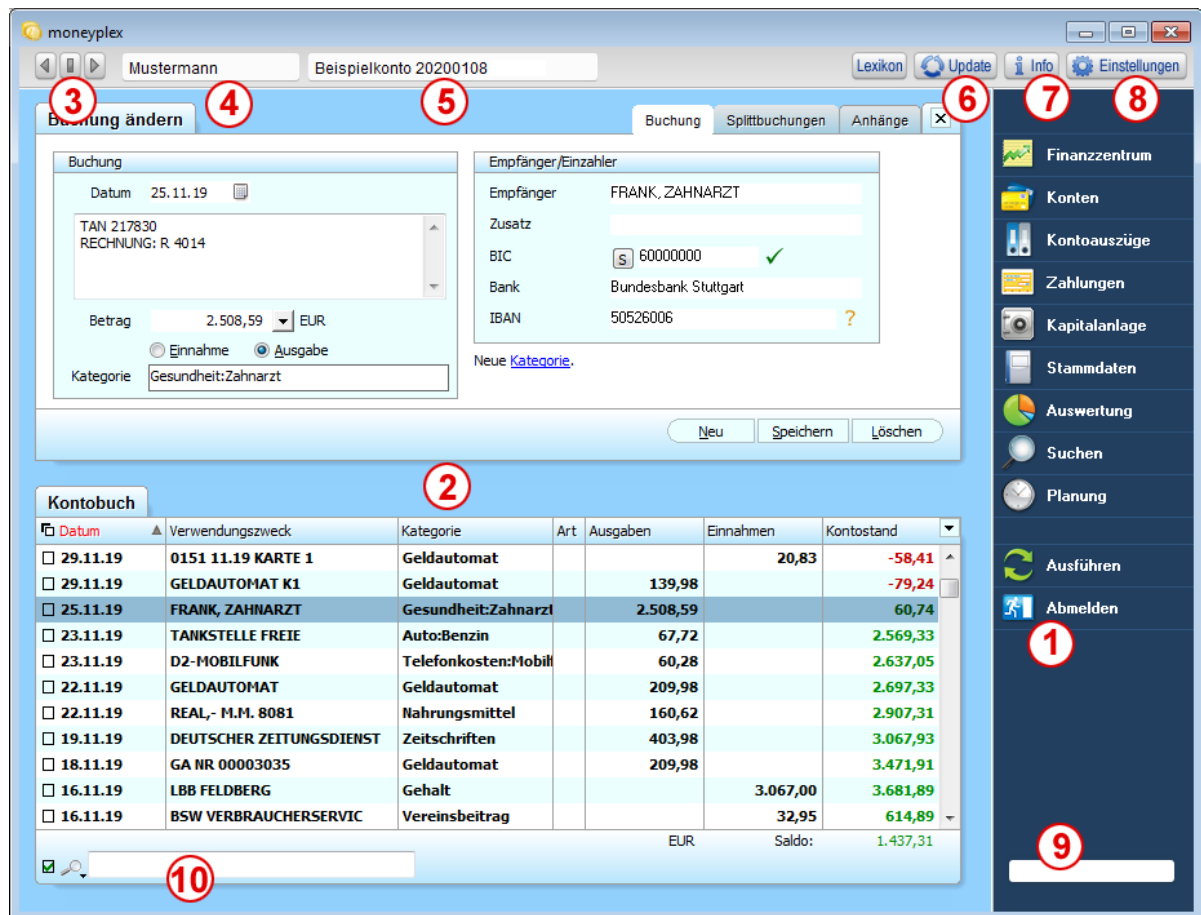 moneyplex
Mustermann
Beispielkonto 20200108
Lexikon
Update
Info
Einstellungen
3
4
5
6
7
8
Buchung ändern
Buchung
Splittbuchungen
Anhänge
Buchung
Datum 25.11.19
TAN 217830
RECHNUNG: R 4014
Betrag 2.508,59 EUR
Einnahme Ausgabe
Kategorie Gesundheit:Zahnarzt
Empfänger/Einzahler
Empfänger FRANK, ZAHNARZT
Zusatz
BIC S 60000000
Bank Bundesbank Stuttgart
IBAN 50526006 ?
Neue Kategorie.
Neu Speichern Löschen
2
Kontobuch
Datum Verwendungszweck Kategorie Art Ausgaben Einnahmen Kontostand
29.11.19 0151 11.19 KARTE 1 Geldautomat 20,83 -58,41
29.11.19 GELDAUTOMAT K1 Geldautomat 139,98 -79,24
25.11.19 FRANK, ZAHNARZT Gesundheit:Zahnarzt 2.508,59 60,74
23.11.19 TANKSTELLE FREIE Auto:Benzin 67,72 2.569,33
23.11.19 D2-MOBILFUNK Telefonkosten:Mobilf 60,28 2.637,05
22.11.19 GELDAUTOMAT Geldautomat 209,98 2.697,33
22.11.19 REAL,- M.M. 8081 Nahrungsmittel 160,62 2.907,31
19.11.19 DEUTSCHER ZEITUNGSDIENST Zeitschriften 403,98 3.067,93
18.11.19 GA NR 00003035 Geldautomat 209,98 3.471,91
16.11.19 LBB FELDBERG Gehalt 3.067,00 3.681,89
16.11.19 BSW VERBRAUCHERSERVIC Vereinsbeitrag 32,95 614,89
EUR Saldo: 1.437,31
10
Finanzzentrum
Konten
Kontoauszüge
Zahlungen
Kapitalanlage
Stammdaten
Auswertung
Suchen
Planung
Ausführen
Abmelden
1
9